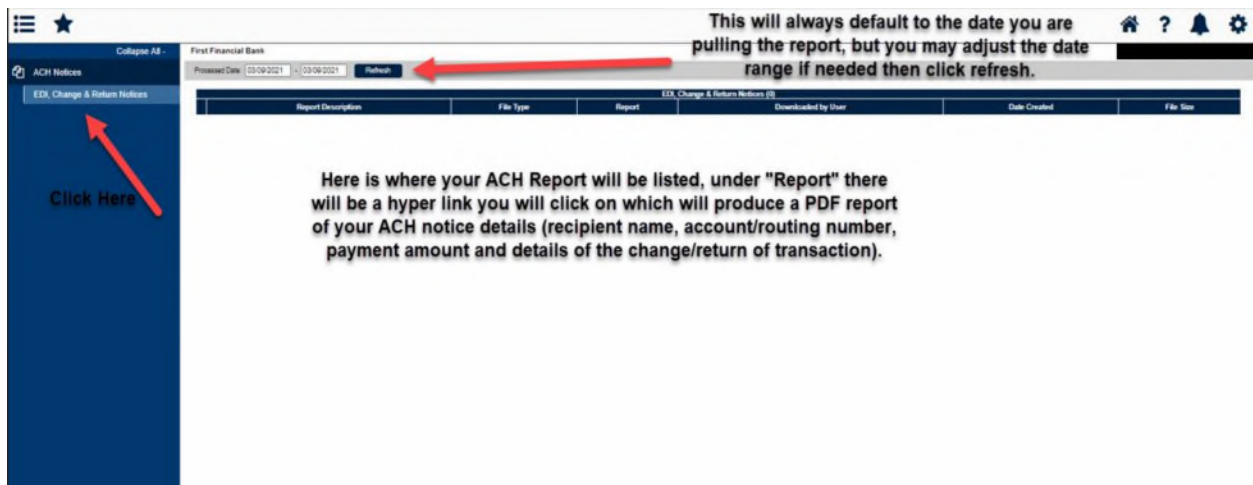 This will always default to the date you are
pulling the report, but you may adjust the date
range if needed then click refresh.
?
Collapse All -
First Financial Bank
ACH Notices
Processed Date 03/09/2021 - 03/09/2021 Refresh
EDI, Change & Return Notices
EDI, Change & Return Notices (0)
Report Description File Type Report Downloaded by User Date Created File Size
Click Here
Here is where your ACH Report will be listed, under "Report" there
will be a hyper link you will click on which will produce a PDF report
of your ACH notice details (recipient name, account/routing number,
payment amount and details of the change/return of transaction).